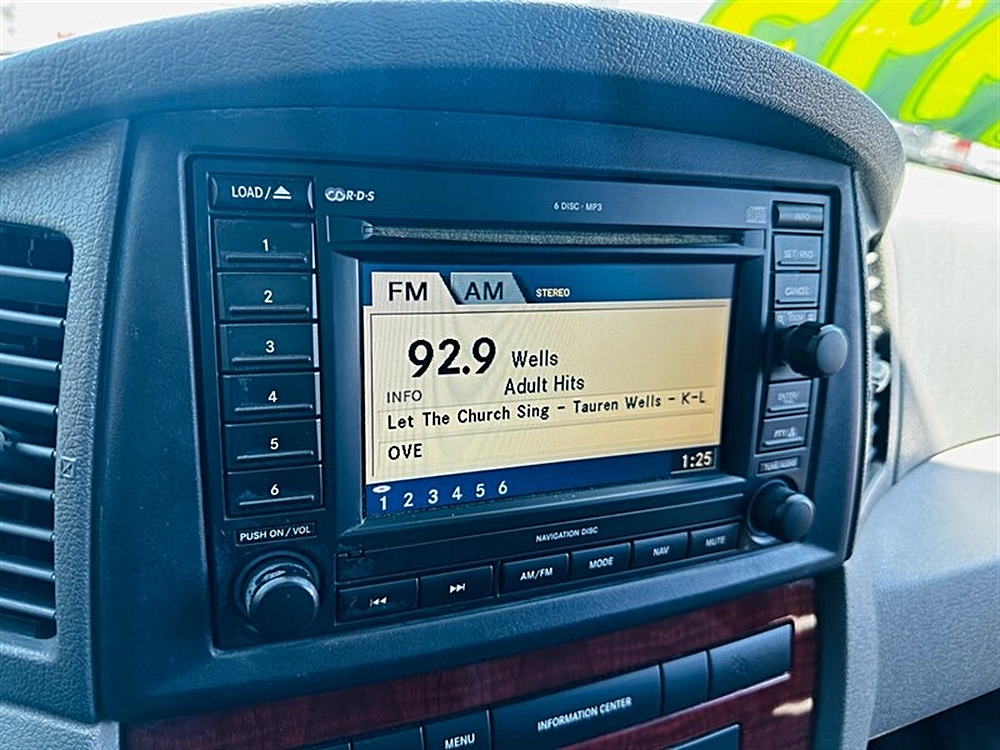 LOAD/
R·D·S
6 DISC · MP3
INFO
1
SET/RND
2
CANCEL
3
4
ENTER/
5
PTY/
6
TUNE/AUDIO
FM AM STEREO
92.9 Wells
Adult Hits
INFO
Let The Church Sing - Tauren Wells - K-L
OVE
1:25
1 2 3 4 5 6
PUSH ON/VOL
NAVIGATION DISC
AM/FM MODE NAV MUTE
MENU INFORMATION CENTER